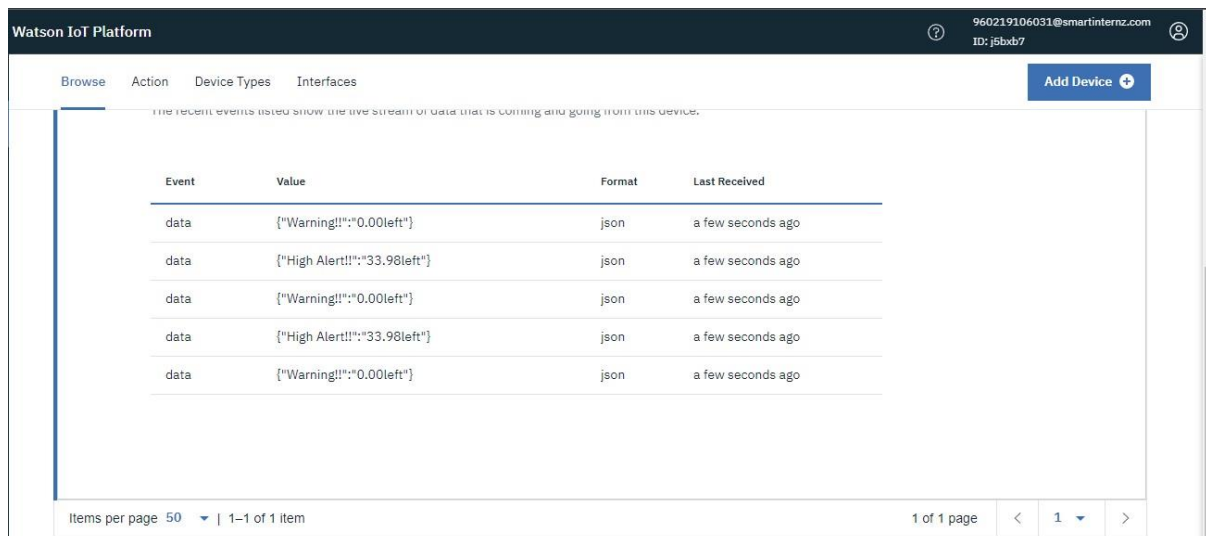 Watson IoT Platform
960219106031@smartinternz.com
ID: j5bxb7
Browse Action Device Types Interfaces Add Device
The recent events listed show the live stream of data that is coming and going from this device.
Event Value Format Last Received
data {"Warning!!":"0.00left"} json a few seconds ago
data {"High Alert!!":"33.98left"} json a few seconds ago
data {"Warning!!":"0.00left"} json a few seconds ago
data {"High Alert!!":"33.98left"} json a few seconds ago
data {"Warning!!":"0.00left"} json a few seconds ago
Items per page 50 | 1–1 of 1 item 1 of 1 page < 1 >